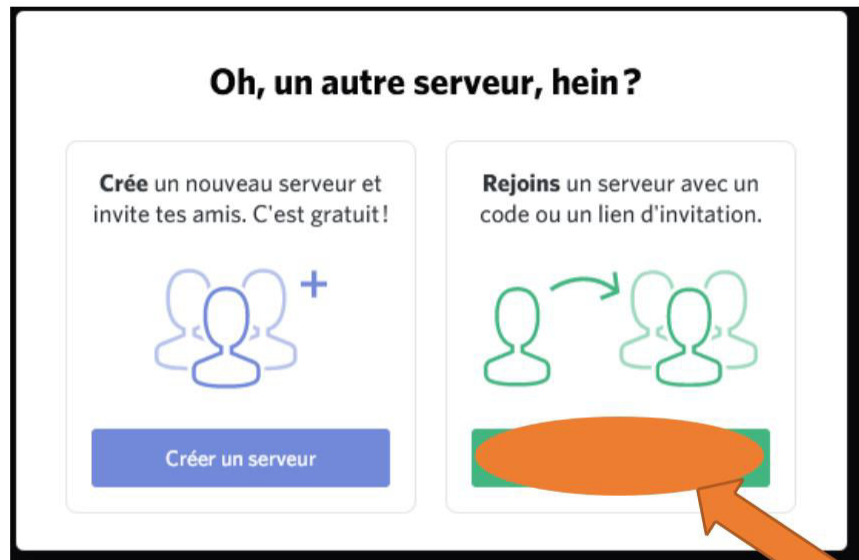 Oh, un autre serveur, hein ?
Crée un nouveau serveur et
invite tes amis. C'est gratuit !
Rejoins un serveur avec un
code ou un lien d'invitation.
Créer un serveur